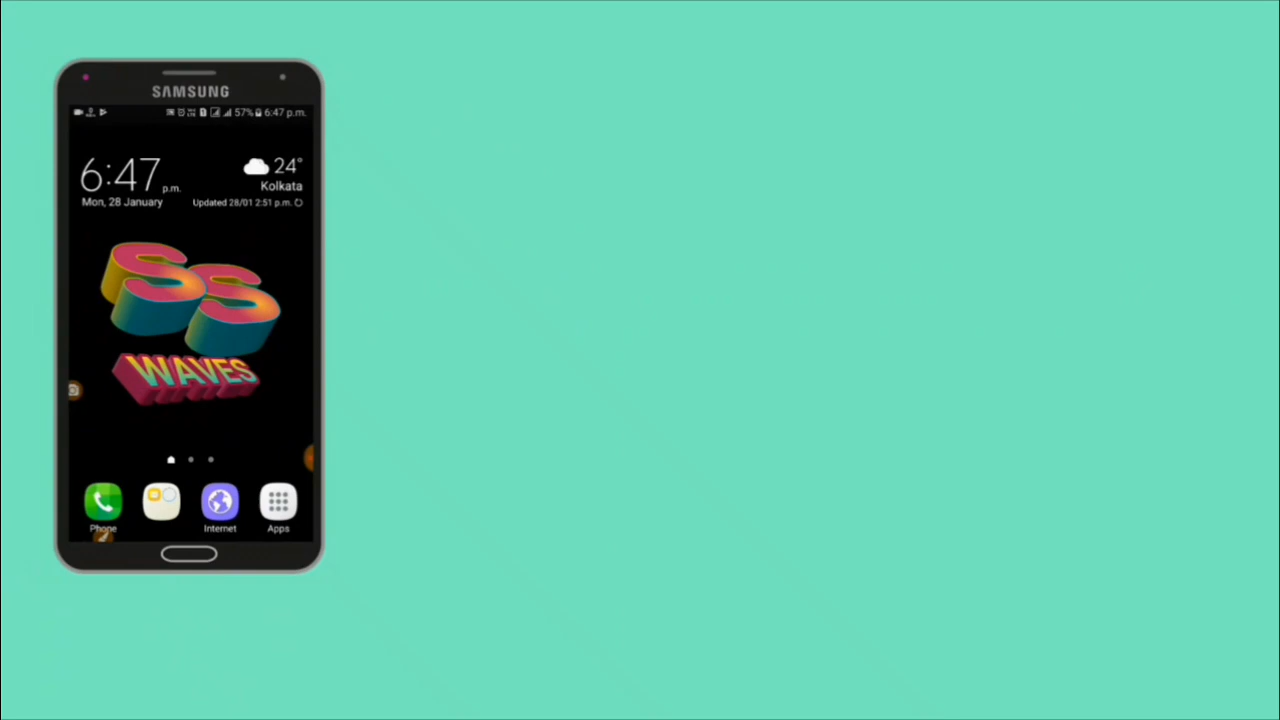 SAMSUNG
57% 6:47 p.m.
6:47 p.m.
Mon, 28 January
24°
Kolkata
Updated 28/01 2:51 p.m.
SS
WAVES
Phone
Internet
Apps